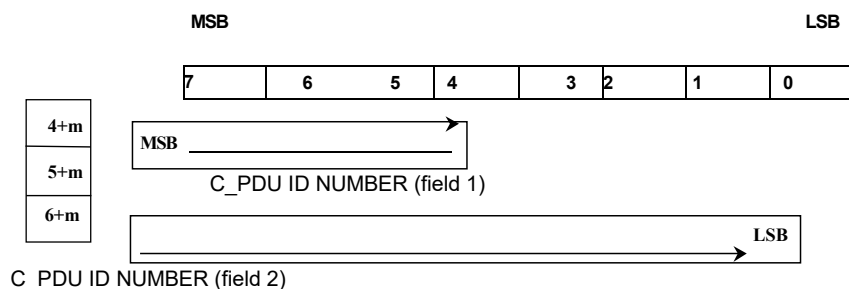 MSB LSB
7 6 5 4 3 2 1 0
4+m
MSB
5+m
C_PDU ID NUMBER (field 1)
6+m
LSB
C PDU ID NUMBER (field 2)